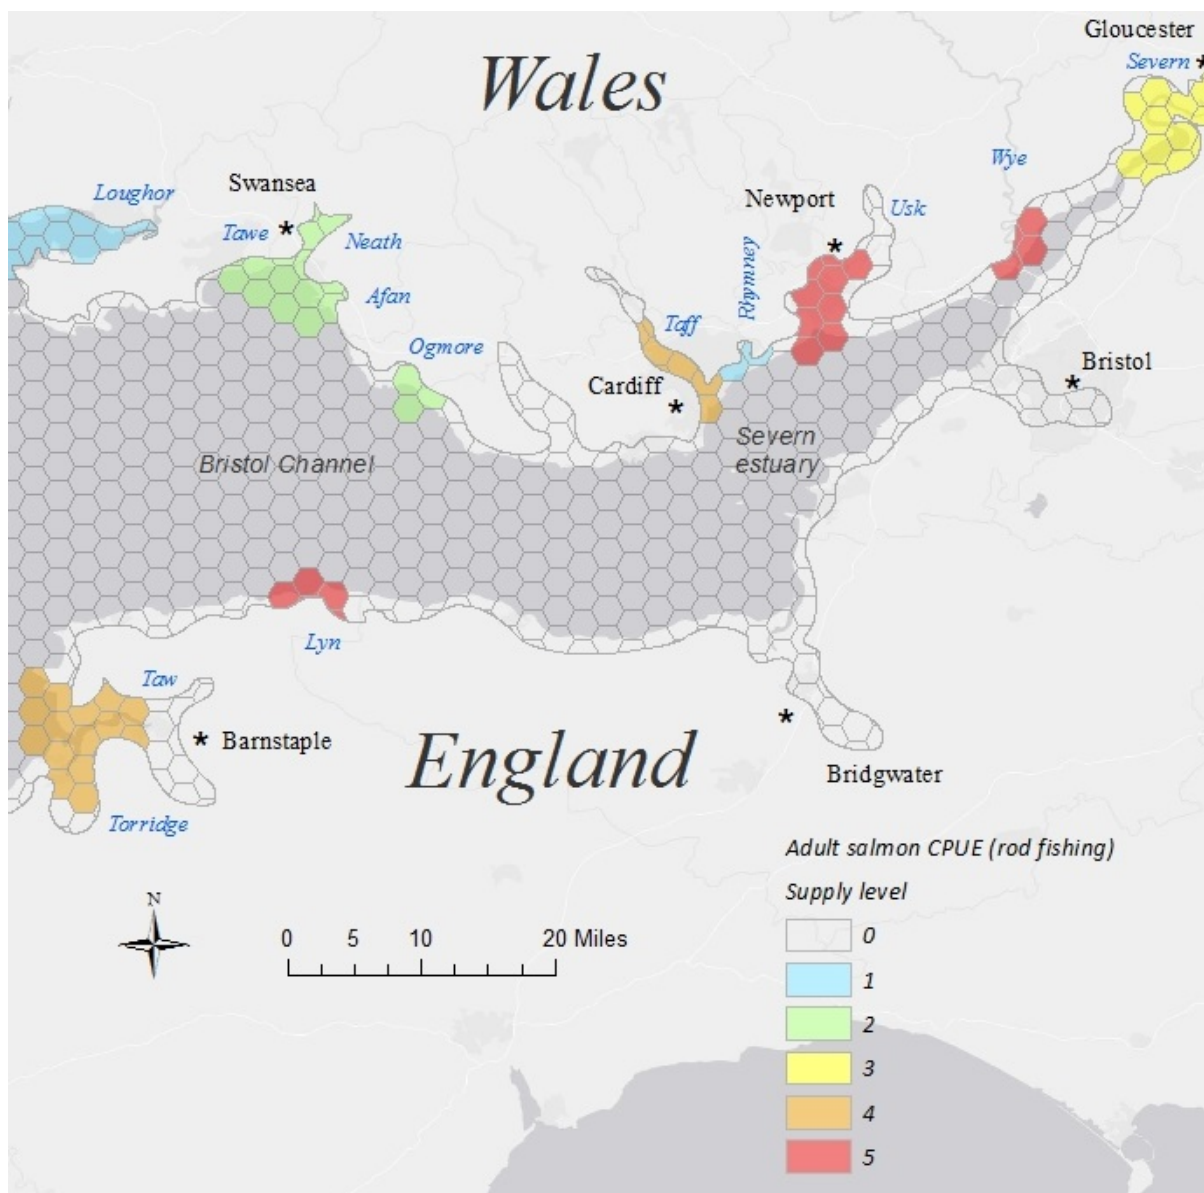 Gloucester
Wales
Severn *
Wye
Loughor
Swansea
Newport
Usk
Tawe *
Neath
*
Rhymney
Afan
Taff
Ogmore
Bristol
Cardiff
*
*
Severn
estuary
Bristol Channel
Lyn
Taw
* Barnstaple
England
*
Bridgwater
Torridge
Adult salmon CPUE (rod fishing)
Supply level
N
0 5 10 20 Miles
0
1
2
3
4
5